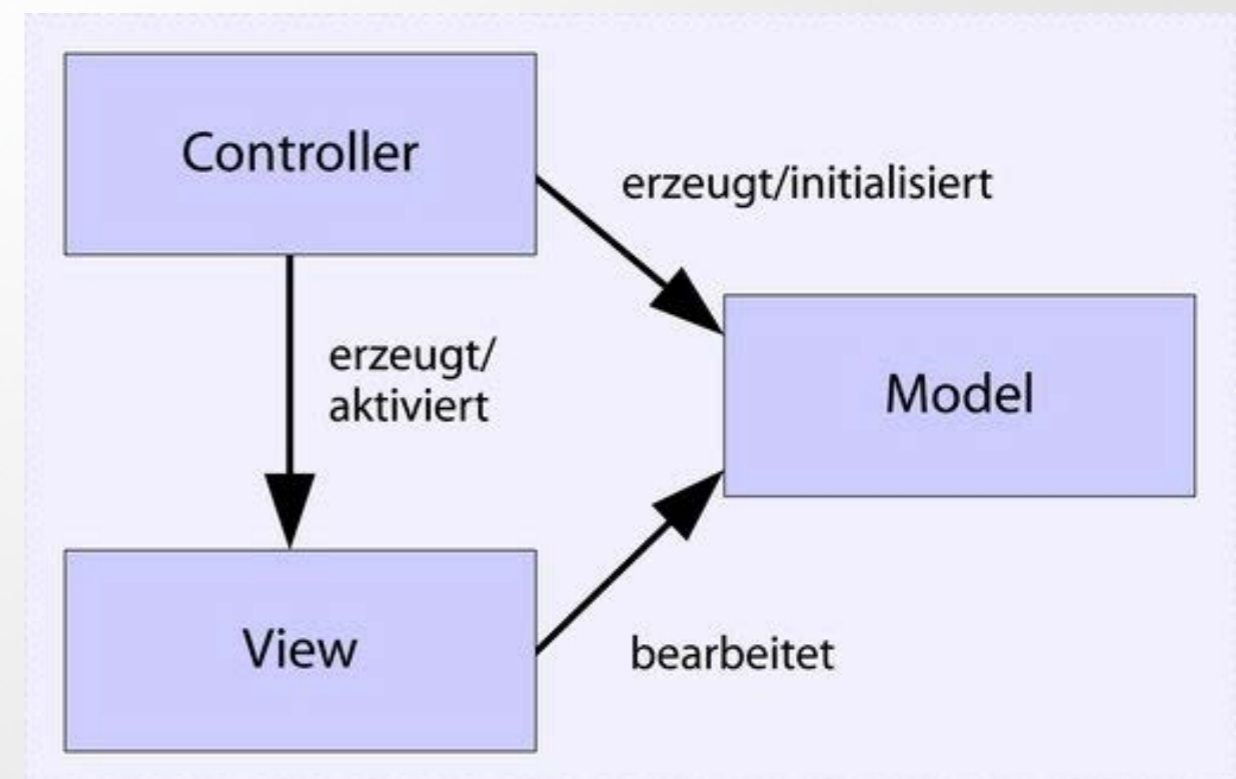 Controller
erzeugt/initialisiert
erzeugt/
aktiviert
Model
View
bearbeitet